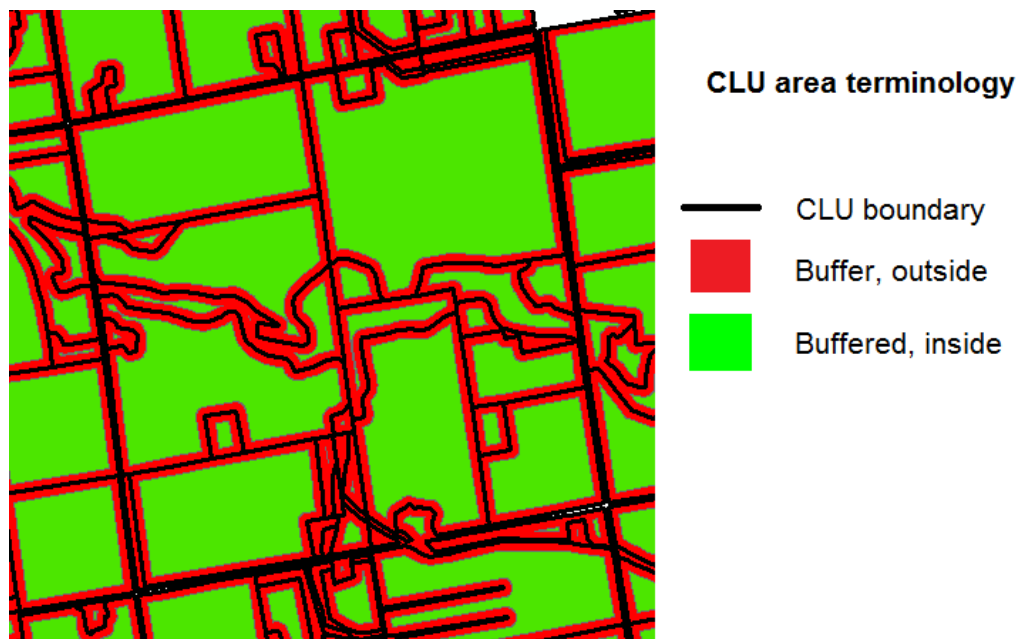 CLU area terminology
CLU boundary
Buffer, outside
Buffered, inside